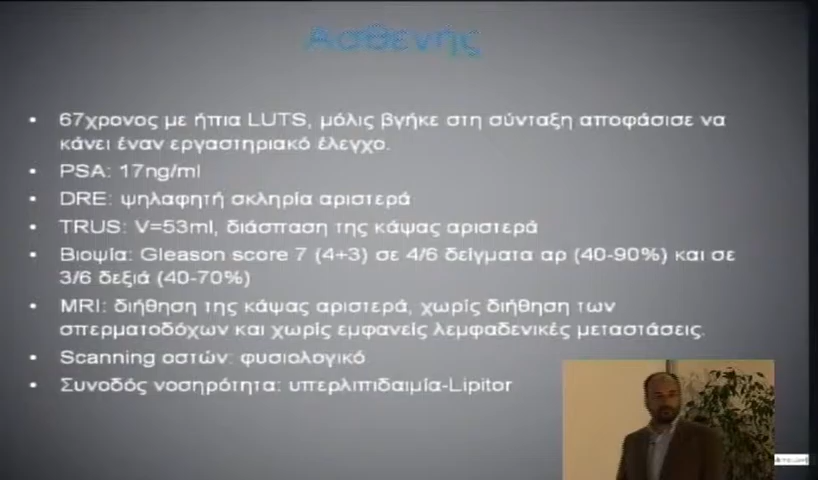 Ασθενής
• 67χρονος με ήπια LUTS, μόλις βγήκε στη σύνταξη αποφάσισε να
κάνει έναν εργαστηριακό έλεγχο.
• PSA: 17ng/ml
• DRE: ψηλαφητή σκληρία αριστερά
• TRUS: V=53ml, διάσπαση της κάψας αριστερά
• Βιοψία: Gleason score 7 (4+3) σε 4/6 δείγματα αρ (40-90%) και σε
3/6 δεξιά (40-70%)
• MRI: διήθηση της κάψας αριστερά, χωρίς διήθηση των
σπερματοδόχων και χωρίς εμφανείς λεμφαδενικές μεταστάσεις.
• Scanning οστών: φυσιολογικό
• Συνοδός νοσηρότητα: υπερλιπιδαιμία-Lipitor